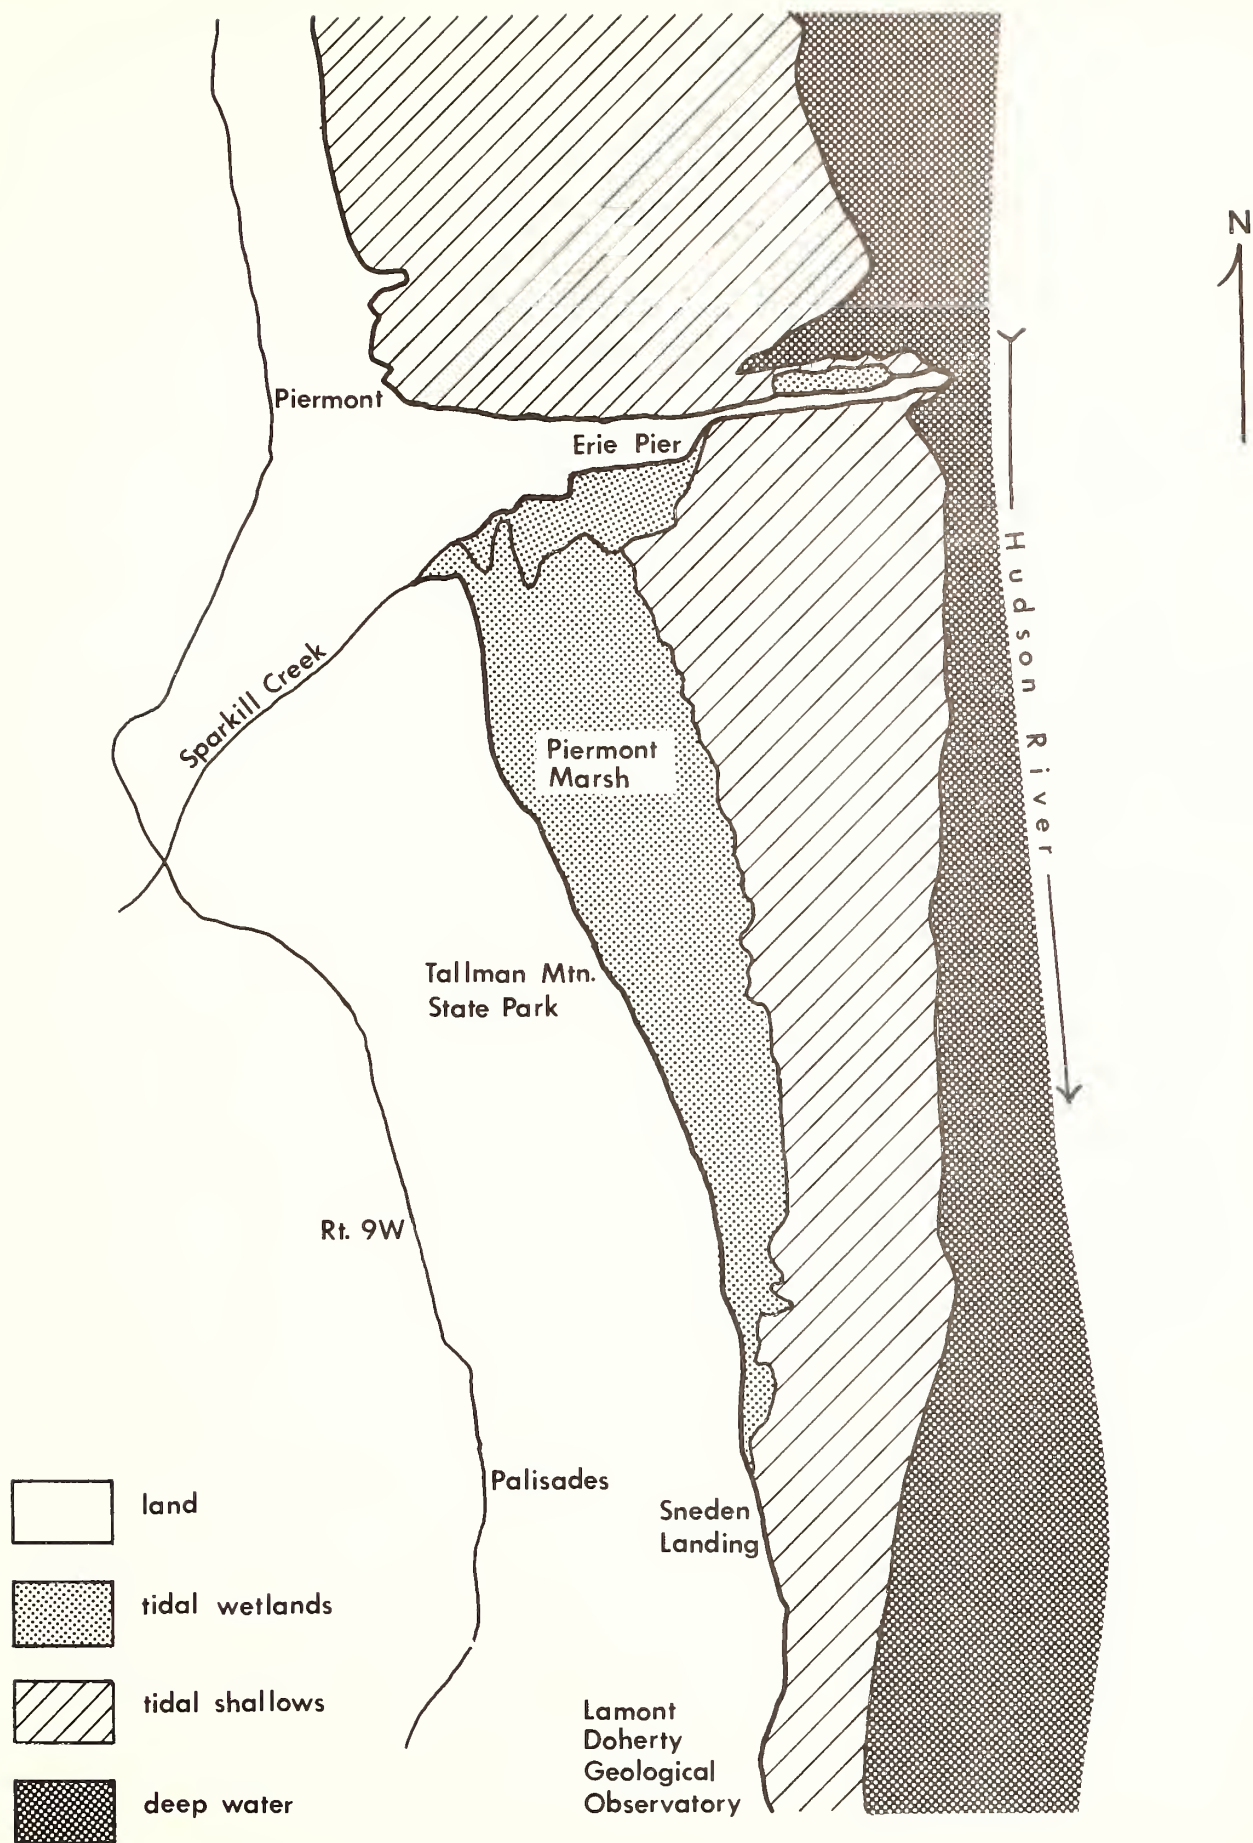 N
Piermont
Erie Pier
Hudson River
Sparkill Creek
Piermont
Marsh
Tallman Mtn.
State Park
Rt. 9W
Palisades
Sneden
Landing
Lamont
Doherty
Geological
Observatory
land
tidal wetlands
tidal shallows
deep water